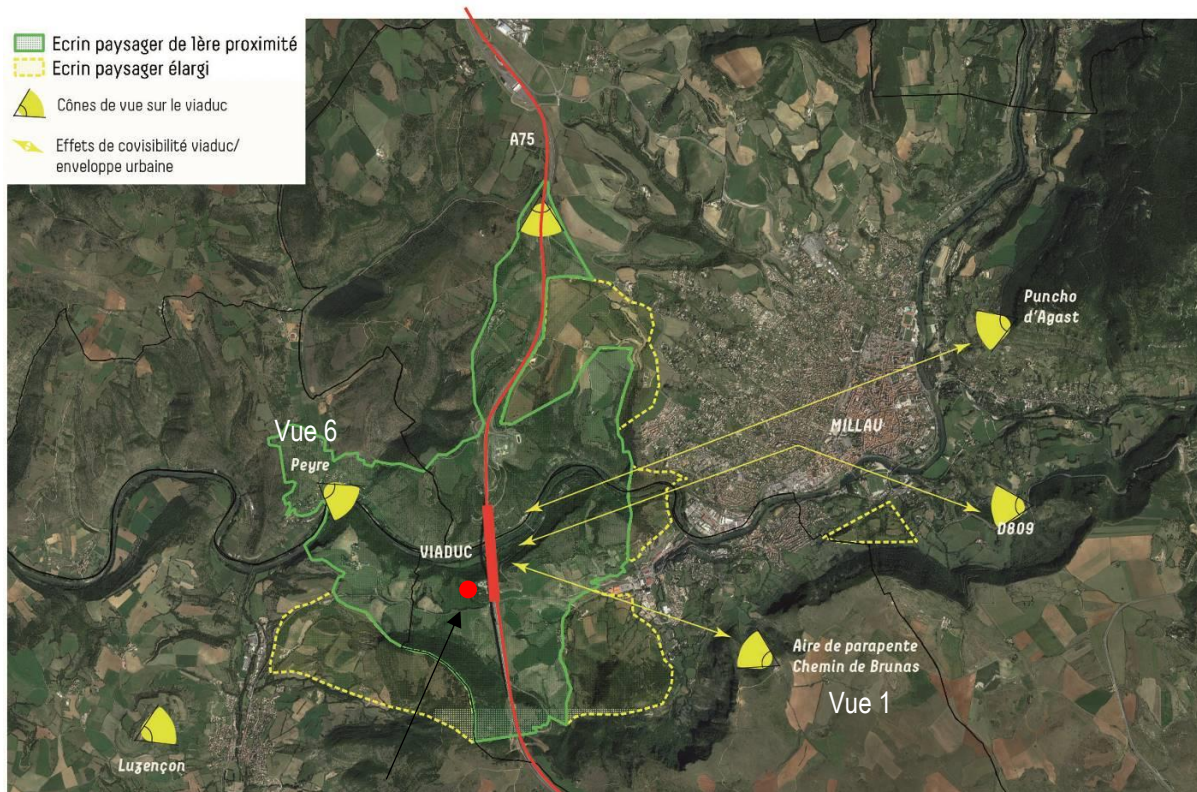 Ecrin paysager de 1ère proximité
Ecrin paysager élargi
Cônes de vue sur le viaduc
Effets de covisibilité viaduc/
enveloppe urbaine
A75
Puncho
d'Agast
MILLAU
Vue 6
Peyre
D809
VIADUC
Aire de parapente
Chemin de Brunas
Vue 1
Luzençon